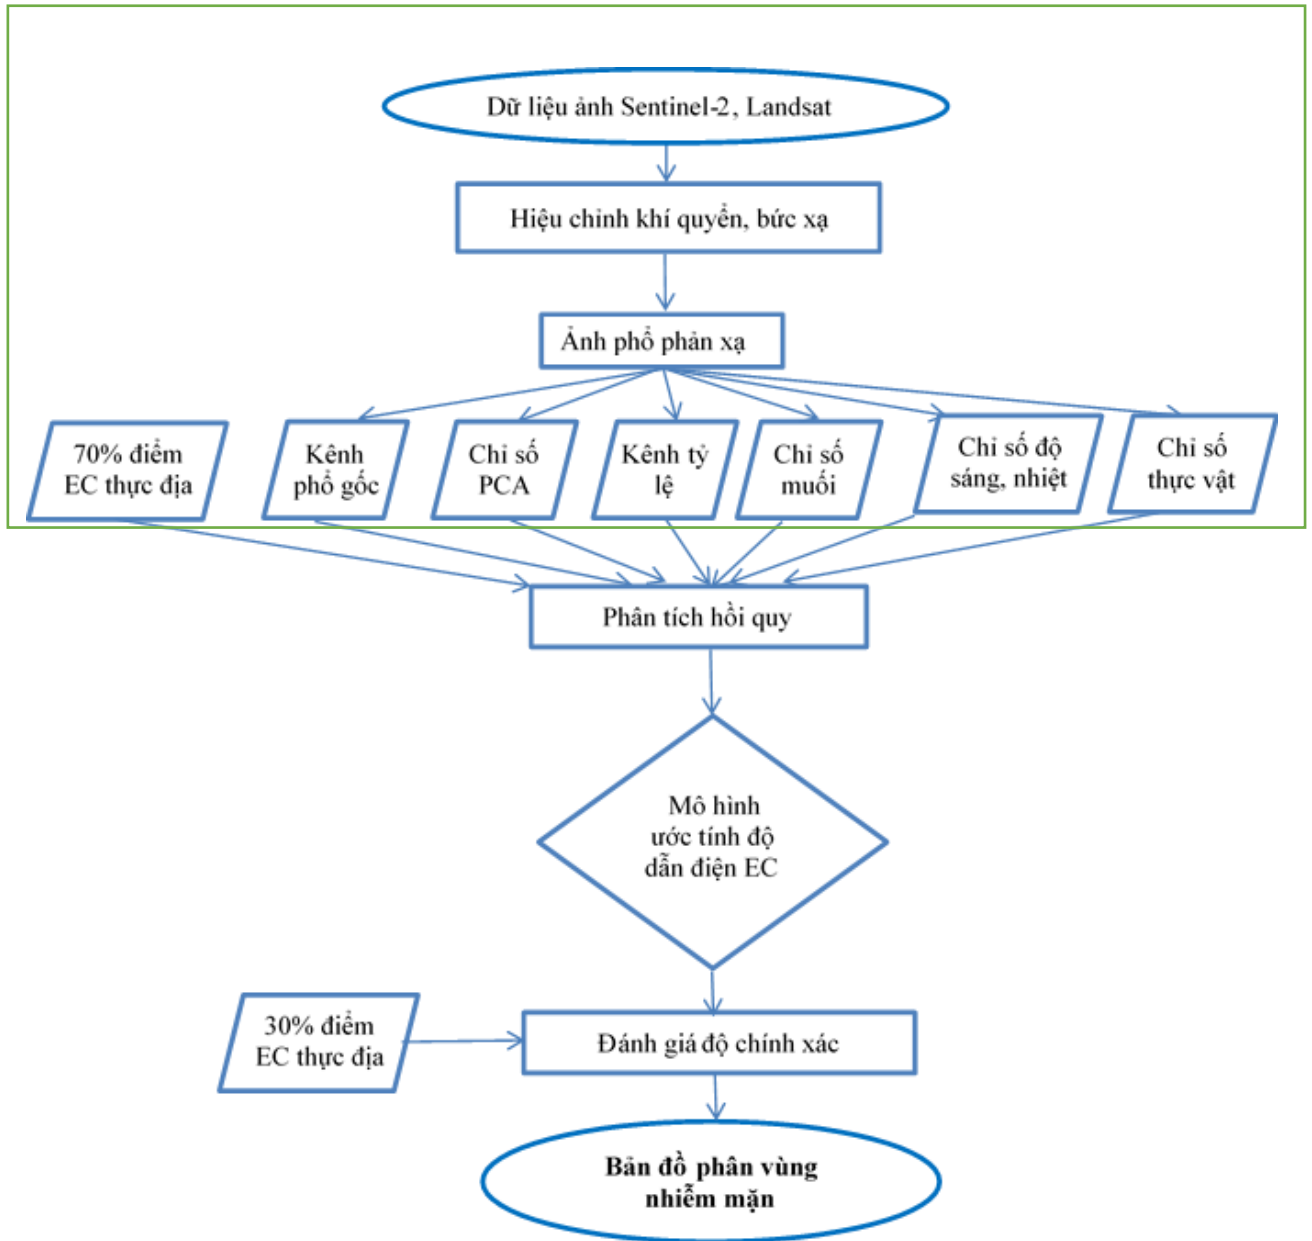 Dữ liệu ảnh Sentinel-2, Landsat
Hiệu chỉnh khí quyển, bức xạ
Ảnh phổ phản xạ
70% điểm
EC thực địa
Kênh
phổ gốc
Chỉ số
PCA
Kênh tỷ
lệ
Chỉ số
muối
Chỉ số độ
sáng, nhiệt
Chỉ số
thực vật
Phân tích hồi quy
Mô hình
ước tính độ
dẫn điện EC
30% điểm
EC thực địa
Đánh giá độ chính xác
Bản đồ phân vùng
nhiễm mặn